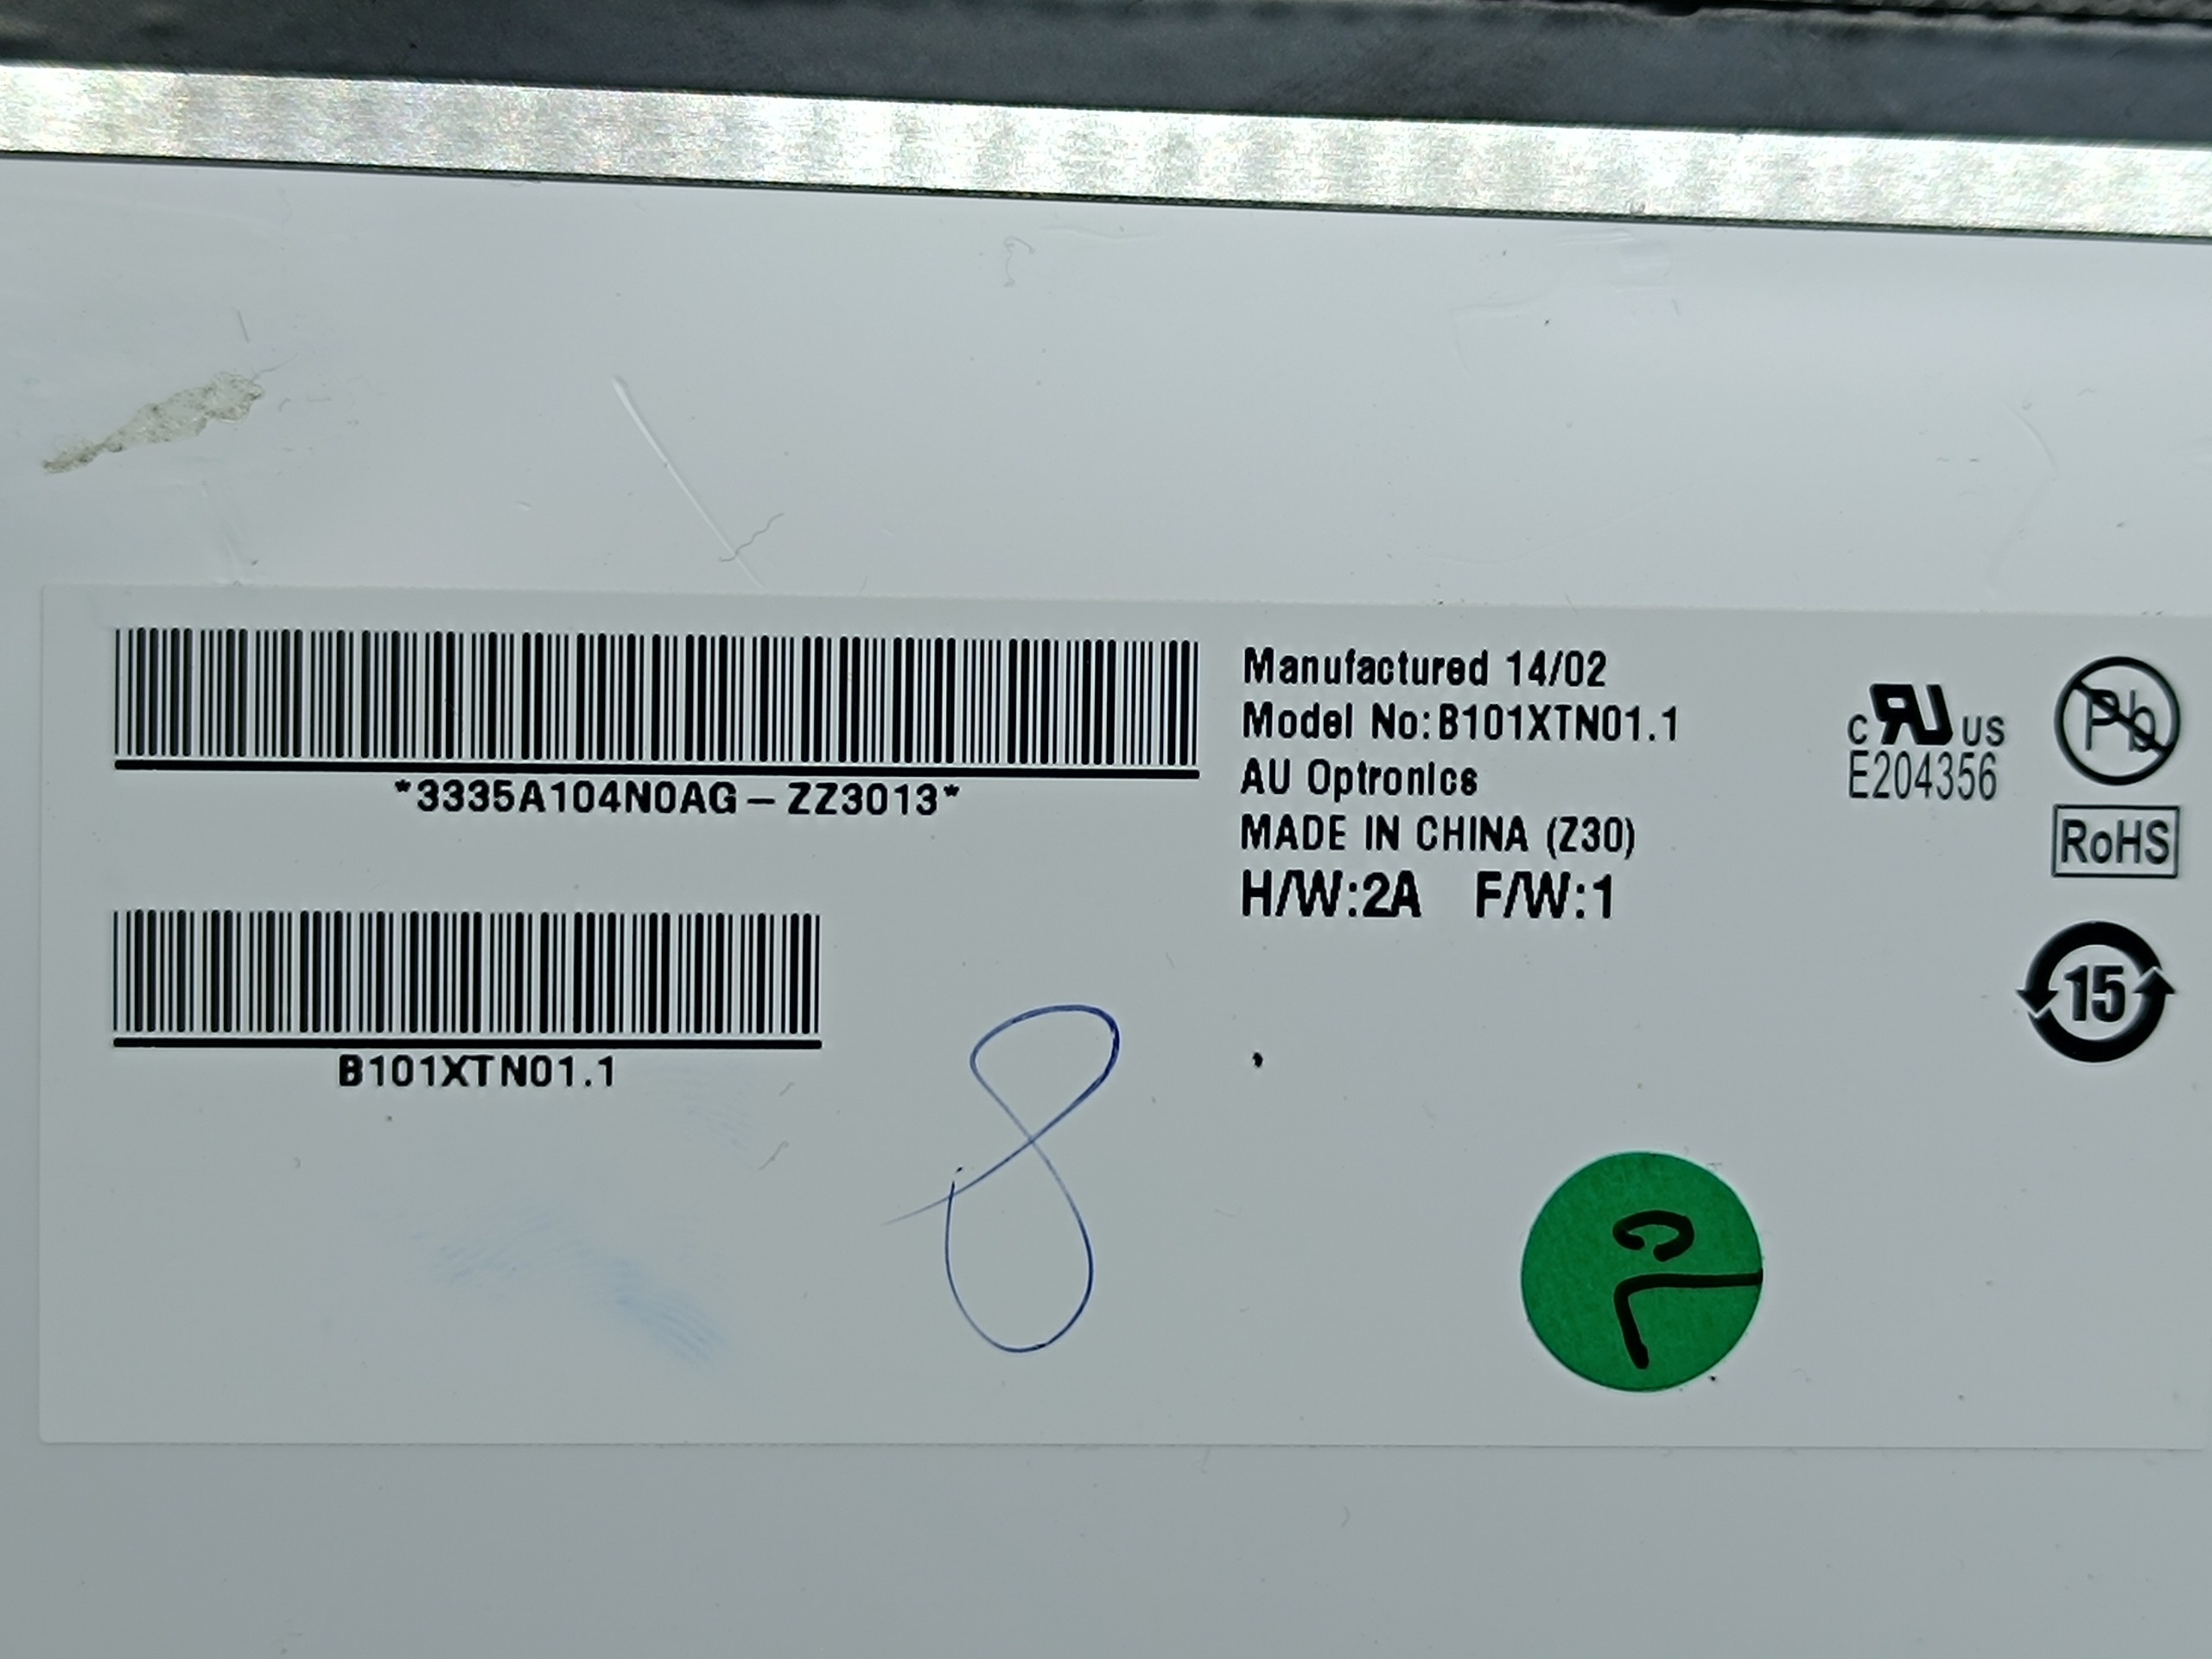 *3335A104N0AG-ZZ3013*
B101XTN01.1
Manufactured 14/02
Model No:B101XTN01.1
AU Optronics
MADE IN CHINA (Z30)
H/W:2A F/W:1
c RU US
E204356
Pb
RoHS
15
8